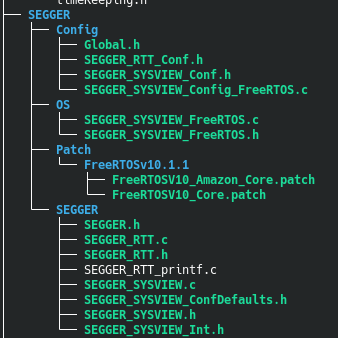 timekeeping.h
SEGGER
Config
Global.h
SEGGER_RTT_Conf.h
SEGGER_SYSVIEW_Conf.h
SEGGER_SYSVIEW_Config_FreeRTOS.c
OS
SEGGER_SYSVIEW_FreeRTOS.c
SEGGER_SYSVIEW_FreeRTOS.h
Patch
FreeRTOSv10.1.1
FreeRTOSV10_Amazon_Core.patch
FreeRTOSV10_Core.patch
SEGGER
SEGGER.h
SEGGER_RTT.c
SEGGER_RTT.h
SEGGER_RTT_printf.c
SEGGER_SYSVIEW.c
SEGGER_SYSVIEW_ConfDefaults.h
SEGGER_SYSVIEW.h
SEGGER_SYSVIEW_Int.h